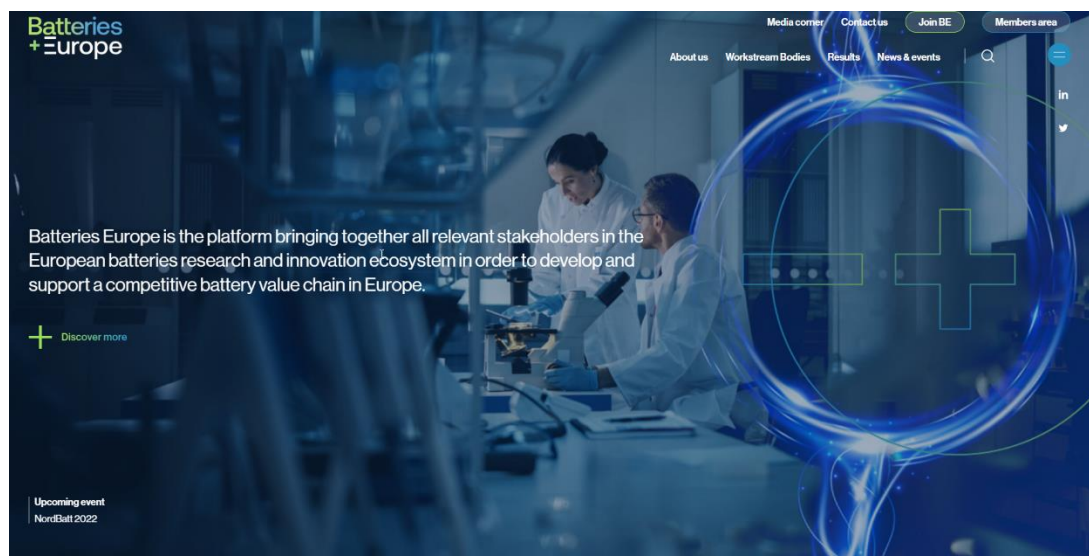 Batteries
+ Europe
Media corner
Contact us
Join BE
Members area
About us
Workstream Bodies
Results
News & events
in
Batteries Europe is the platform bringing together all relevant stakeholders in the
European batteries research and innovation ecosystem in order to develop and
support a competitive battery value chain in Europe.
Discover more
Upcoming event
NordBatt 2022